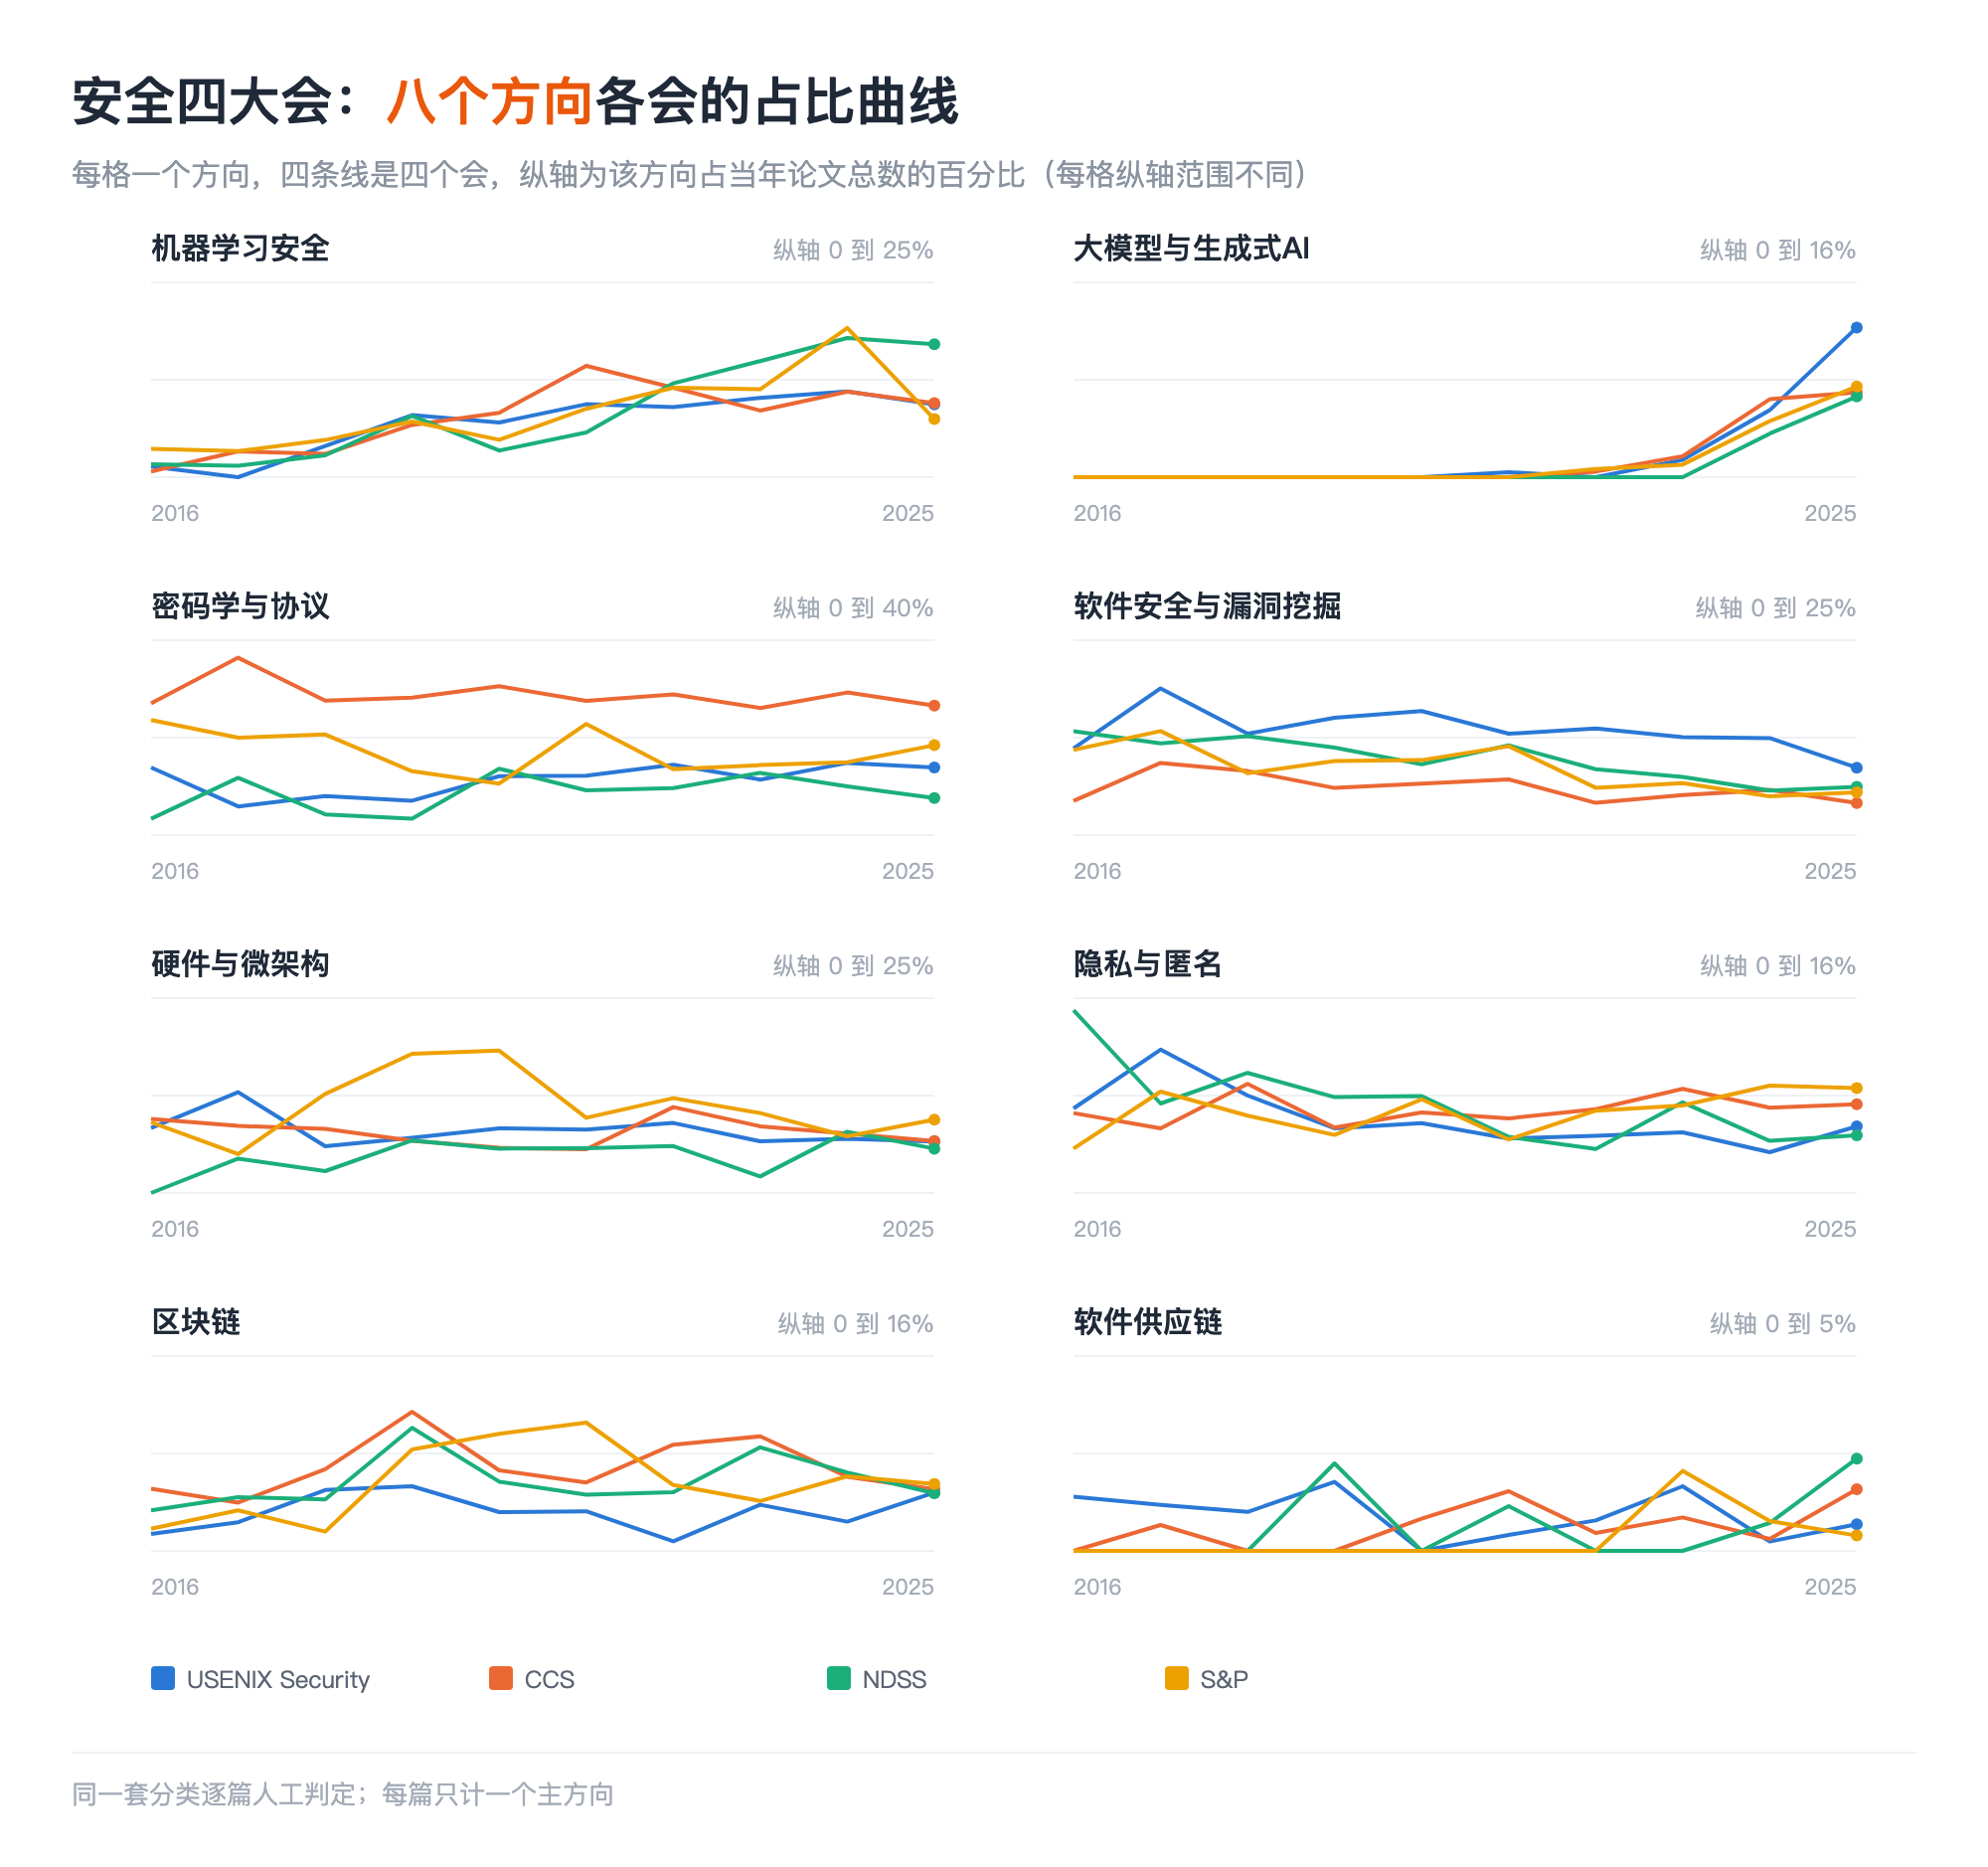 安全四大会：八个方向各会的占比曲线
每格一个方向，四条线是四个会，纵轴为该方向占当年论文总数的百分比（每格纵轴范围不同）
机器学习安全 纵轴 0 到 25%
2016 2025
大模型与生成式AI 纵轴 0 到 16%
2016 2025
密码学与协议 纵轴 0 到 40%
2016 2025
软件安全与漏洞挖掘 纵轴 0 到 25%
2016 2025
硬件与微架构 纵轴 0 到 25%
2016 2025
隐私与匿名 纵轴 0 到 16%
2016 2025
区块链 纵轴 0 到 16%
2016 2025
软件供应链 纵轴 0 到 5%
2016 2025
USENIX Security CCS NDSS S&P
同一套分类逐篇人工判定；每篇只计一个主方向